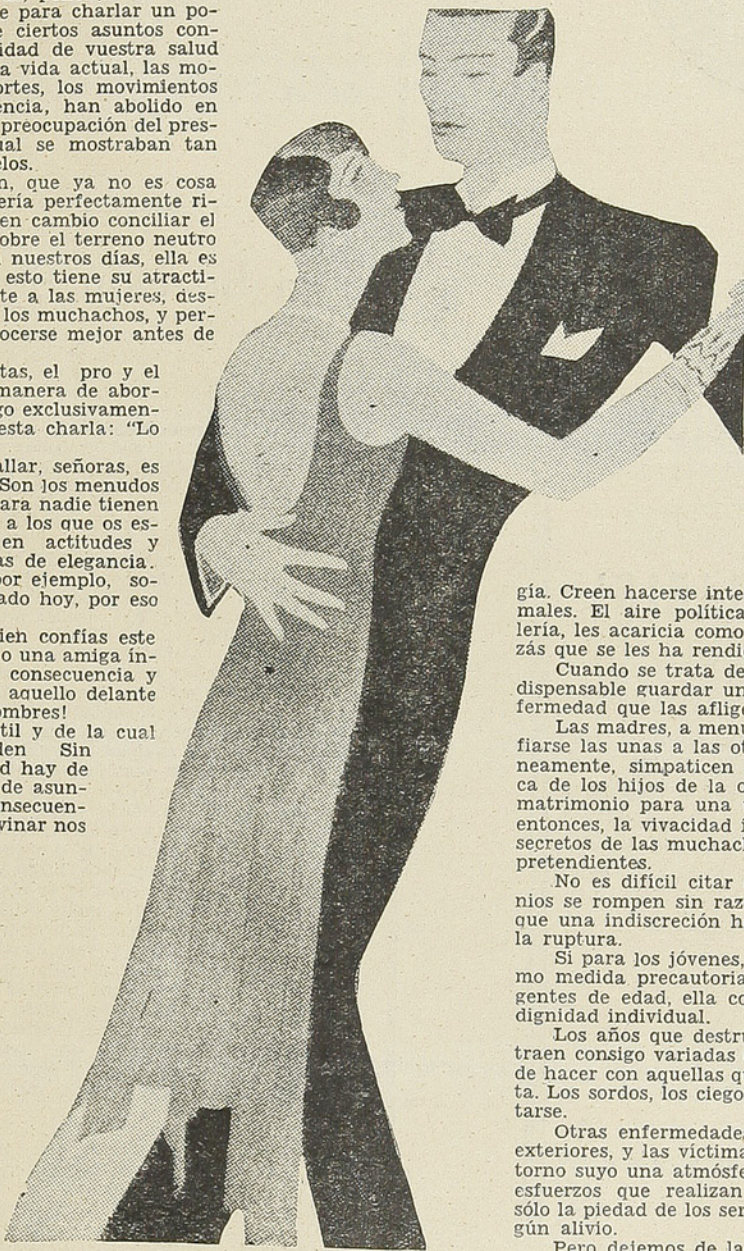 e para charlar un po-
e ciertos asuntos con-
idad de vuestra salud
a vida actual, las mo-
ortes, los movimientos
encia, han abolido en
preocupación del pres-
ual se mostraban tan
elos.
n, que ya no es cosa
ería perfectamente ri-
en cambio conciliar el
obre el terreno neutro
nuestros días, ella es
esto tiene su atracti-
te a las mujeres, des-
los muchachos, y per-
ocerse mejor antes de
tas, el pro y el
manera de abor-
go exclusivamen-
esta charla: “Lo
allar, señoras, es
Son los menudos
ara nadie tienen
a los que os es-
en actitudes y
as de elegancia.
por ejemplo, so-
ado hoy, por eso
uien confías este
o una amiga ín-
consecuencia y
aquello delante
ombres!
til y de la cual
den Sin
d hay de
de asun-
nsecuen-
vinar nos
gía. Creen hacerse inte
males. El aire política
lería, les acaricia como
zás que se les ha rendi
Cuando se trata de
dispensable guardar un
fermedad que las aflige
Las madres, a menu
fiarse las unas a las ot
neamente, simpaticen
ca de los hijos de la c
matrimonio para una
entonces, la vivacidad i
secretos de las muchach
pretendientes.
No es difícil citar
nios se rompen sin raz
que una indiscreción h
la ruptura.
Si para los jóvenes,
mo medida precautoria
gentes de edad, ella co
dignidad individual.
Los años que destru
traen consigo variadas
de hacer con aquellas qu
ta. Los sordos, los ciego
tarse.
Otras enfermedade
exteriores, y las víctima
torno suyo una atmósfe
esfuerzos que realizan
sólo la piedad de los ser
gún alivio.
Pero dejemos de la